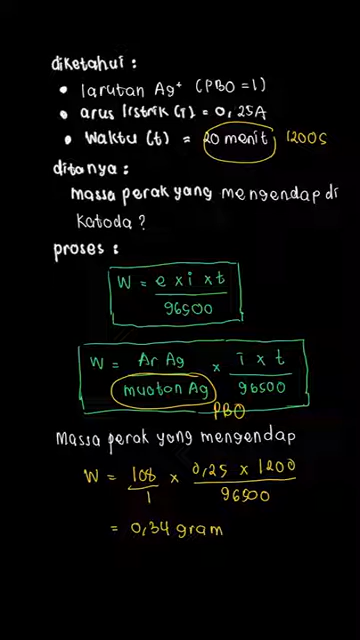 diketahui:
• larutan Ag⁺ (PBO = 1)
• arus listrik (i) = 0,25A
• Waktu (t) = 20 menit 1200s
ditanya:
massa perak yang mengendap di
katoda?
proses:
W = e x i x t
96500
W = Ar Ag x i x t
muatan Ag 96500
PBO
Massa perak yang mengendap
W = 108 x 0,25 x 1200
1 96500
= 0,34 gram